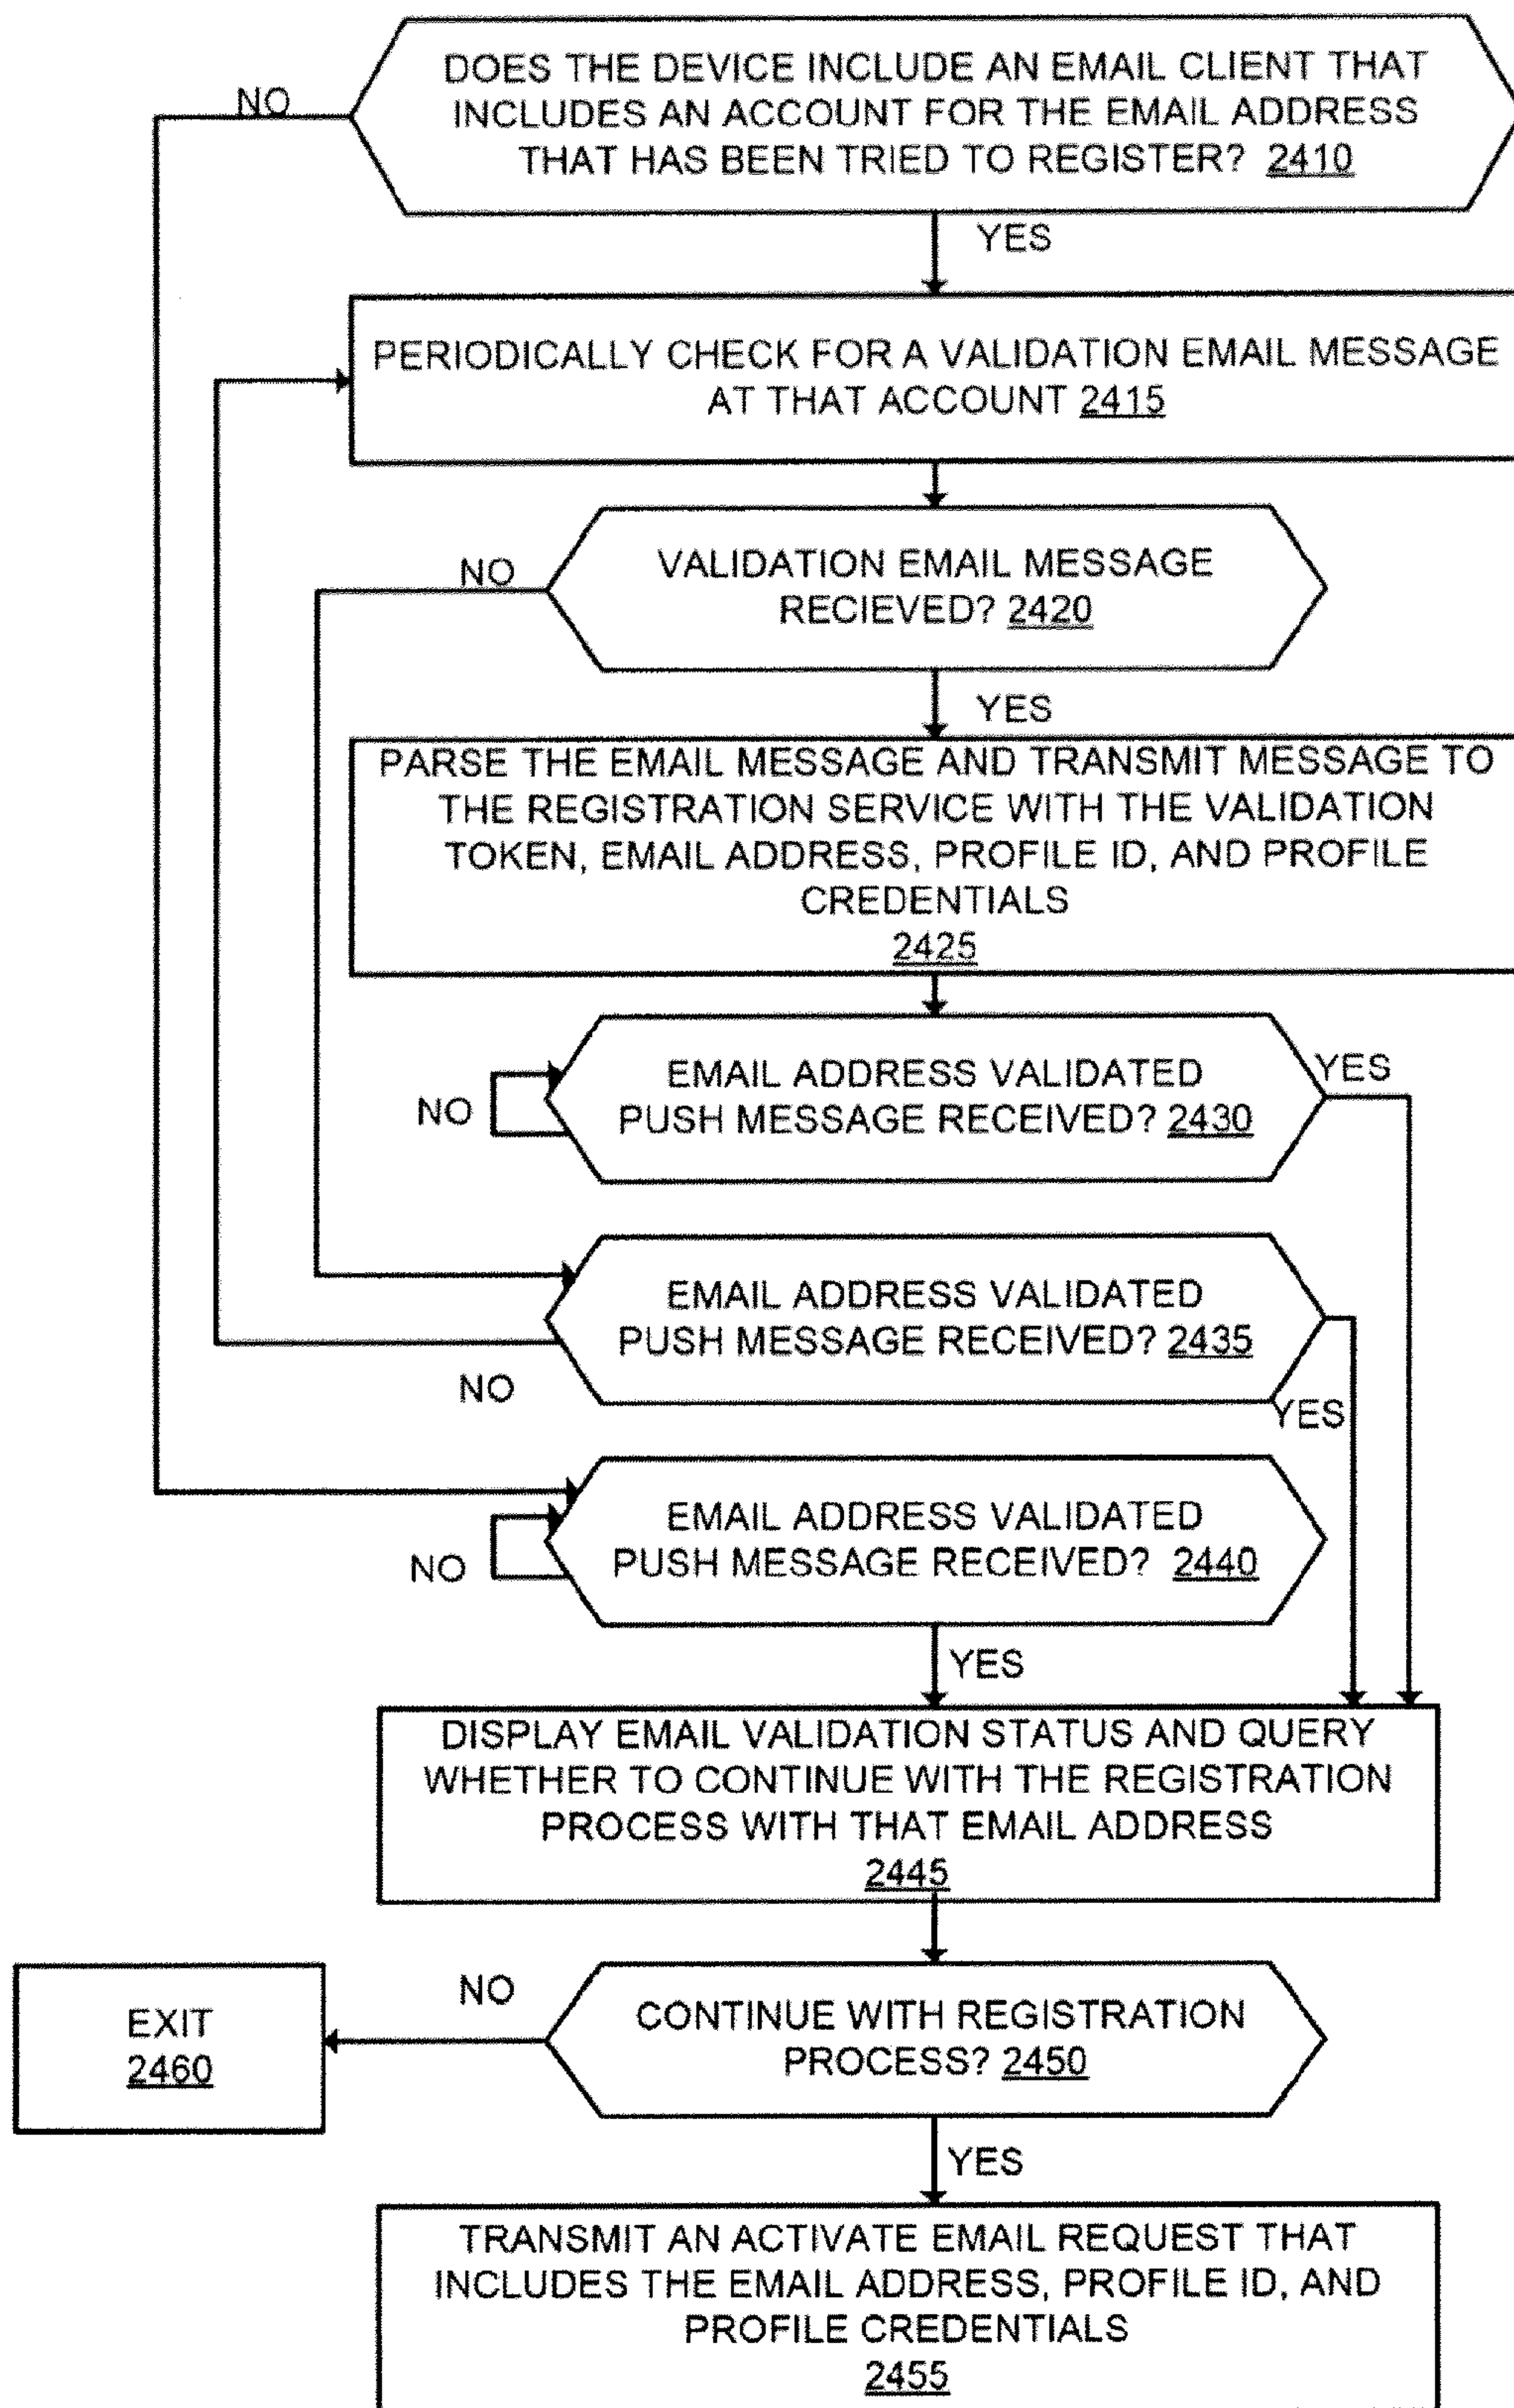 DOES THE DEVICE INCLUDE AN EMAIL CLIENT THAT
INCLUDES AN ACCOUNT FOR THE EMAIL ADDRESS
THAT HAS BEEN TRIED TO REGISTER? 2410
NO
YES
PERIODICALLY CHECK FOR A VALIDATION EMAIL MESSAGE
AT THAT ACCOUNT 2415
NO
VALIDATION EMAIL MESSAGE
RECIEVED? 2420
YES
PARSE THE EMAIL MESSAGE AND TRANSMIT MESSAGE TO
THE REGISTRATION SERVICE WITH THE VALIDATION
TOKEN, EMAIL ADDRESS, PROFILE ID, AND PROFILE
CREDENTIALS
2425
NO
EMAIL ADDRESS VALIDATED
PUSH MESSAGE RECEIVED? 2430
YES
EMAIL ADDRESS VALIDATED
PUSH MESSAGE RECEIVED? 2435
NO
YES
EMAIL ADDRESS VALIDATED
PUSH MESSAGE RECEIVED? 2440
NO
YES
DISPLAY EMAIL VALIDATION STATUS AND QUERY
WHETHER TO CONTINUE WITH THE REGISTRATION
PROCESS WITH THAT EMAIL ADDRESS
2445
NO
CONTINUE WITH REGISTRATION
PROCESS? 2450
EXIT
2460
YES
TRANSMIT AN ACTIVATE EMAIL REQUEST THAT
INCLUDES THE EMAIL ADDRESS, PROFILE ID, AND
PROFILE CREDENTIALS
2455